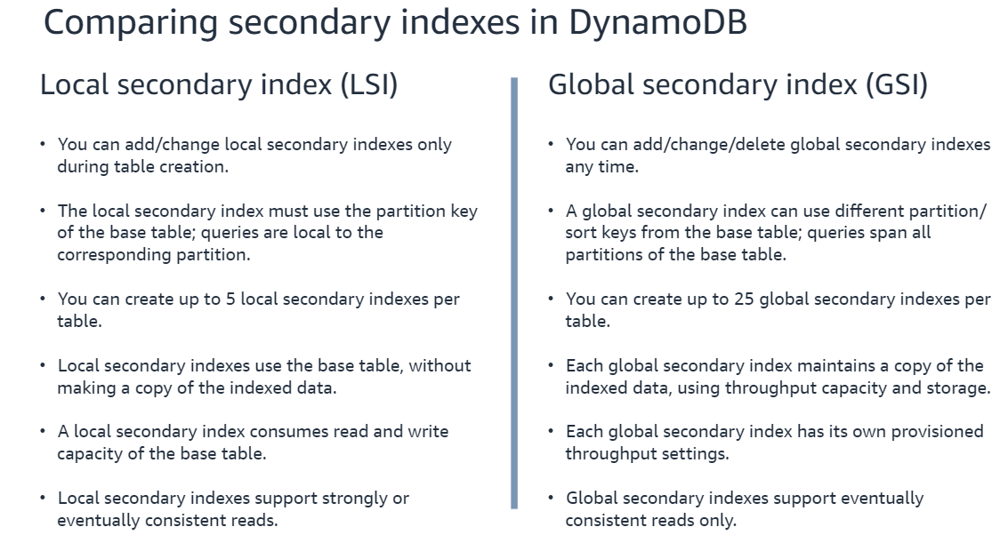 Comparing secondary indexes in DynamoDB
Local secondary index (LSI)
• You can add/change local secondary indexes only
during table creation.
• The local secondary index must use the partition key
of the base table; queries are local to the
corresponding partition.
• You can create up to 5 local secondary indexes per
table.
• Local secondary indexes use the base table, without
making a copy of the indexed data.
• A local secondary index consumes read and write
capacity of the base table.
• Local secondary indexes support strongly or
eventually consistent reads.
Global secondary index (GSI)
• You can add/change/delete global secondary indexes
any time.
• A global secondary index can use different partition/
sort keys from the base table; queries span all
partitions of the base table.
• You can create up to 25 global secondary indexes per
table.
• Each global secondary index maintains a copy of the
indexed data, using throughput capacity and storage.
• Each global secondary index has its own provisioned
throughput settings.
• Global secondary indexes support eventually
consistent reads only.